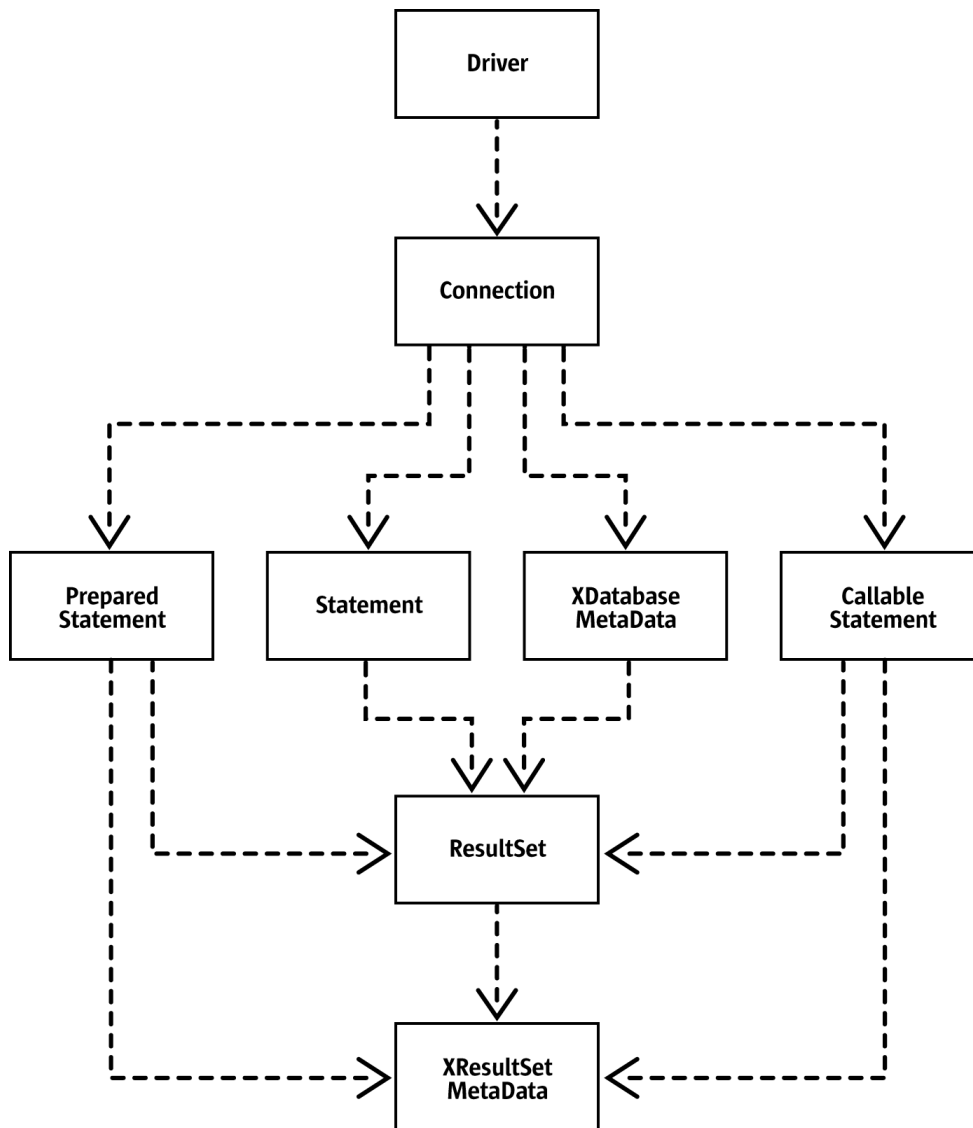 Driver
Connection
Prepared
Statement
Statement
XDatabase
MetaData
Callable
Statement
ResultSet
XResultSet
MetaData